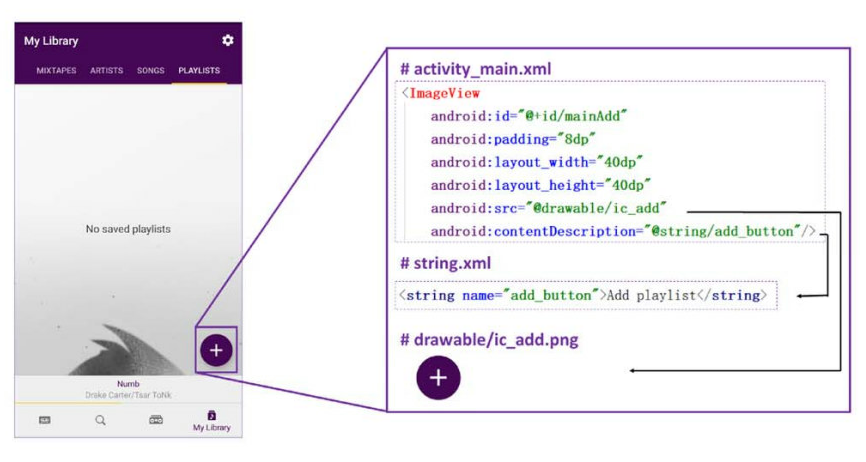 My Library
MIXTAPES ARTISTS SONGS PLAYLISTS
No saved playlists
Numb
Drake Carter/Tsar ToNk
My Library
# activity_main.xml
<ImageView
android:id="@+id/mainAdd"
android:padding="8dp"
android:layout_width="40dp"
android:layout_height="40dp"
android:src="@drawable/ic_add"
android:contentDescription="@string/add_button"/>
# string.xml
<string name="add_button">Add playlist</string>
# drawable/ic_add.png